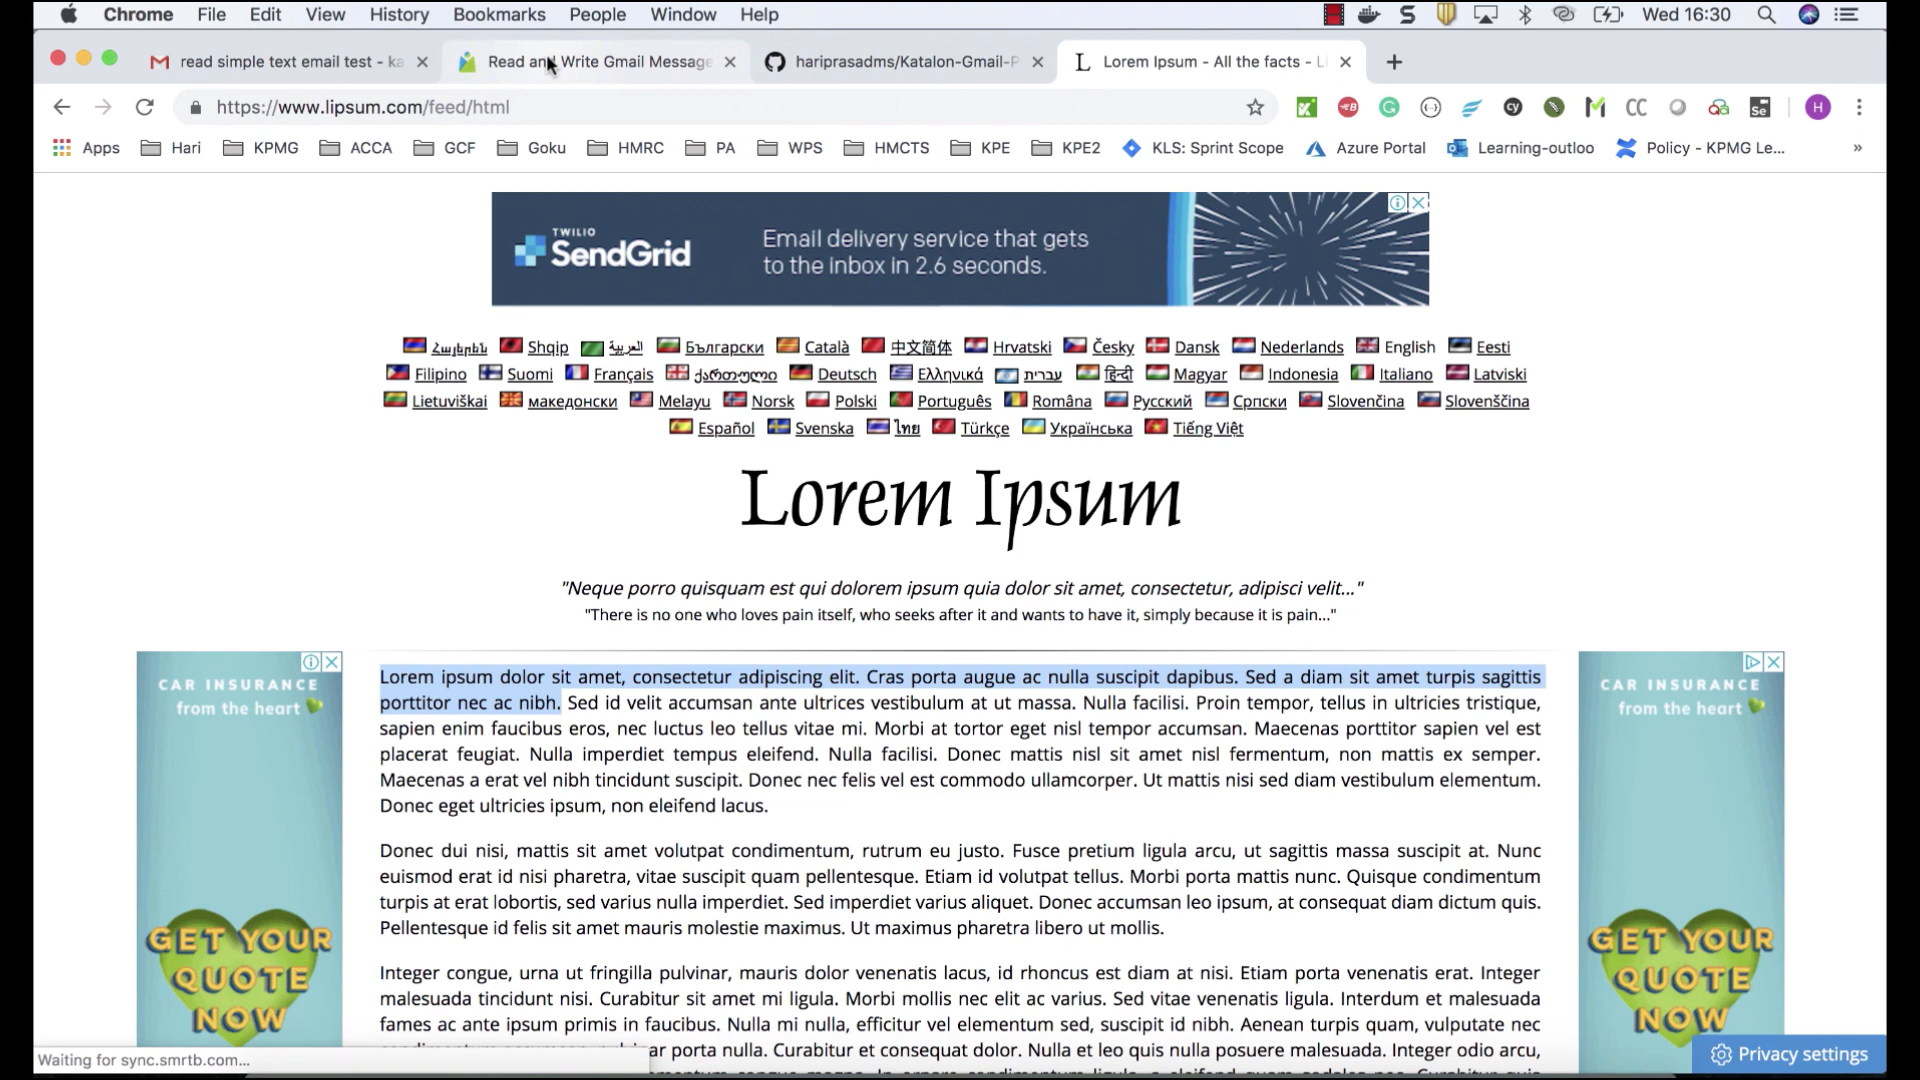 Chrome File Edit View History Bookmarks People Window Help Wed 16:30
read simple text email test - ka Read and Write Gmail Message hariprasadms/Katalon-Gmail-P Lorem Ipsum - All the facts - Li
https://www.lipsum.com/feed/html
Apps Hari KPMG ACCA GCF Goku HMRC PA WPS HMCTS KPE KPE2 KLS: Sprint Scope Azure Portal Learning-outloo Policy - KPMG Le... »
TWILIO
SendGrid
Email delivery service that gets
to the inbox in 2.6 seconds.
Հայերեն Shqip العربية Български Català 中文简体 Hrvatski Česky Dansk Nederlands English Eesti
Filipino Suomi Français ქართული Deutsch Ελληνικά עברית हिन्दी Magyar Indonesia Italiano Latviski
Lietuviškai македонски Melayu Norsk Polski Português Româna Русский Српски Slovenčina Slovenščina
Español Svenska ไทย Türkçe Українська Tiếng Việt
Lorem Ipsum
"Neque porro quisquam est qui dolorem ipsum quia dolor sit amet, consectetur, adipisci velit..."
"There is no one who loves pain itself, who seeks after it and wants to have it, simply because it is pain..."
CAR INSURANCE
from the heart
GET YOUR
QUOTE
NOW
Lorem ipsum dolor sit amet, consectetur adipiscing elit. Cras porta augue ac nulla suscipit dapibus. Sed a diam sit amet turpis sagittis
porttitor nec ac nibh. Sed id velit accumsan ante ultrices vestibulum at ut massa. Nulla facilisi. Proin tempor, tellus in ultricies tristique,
sapien enim faucibus eros, nec luctus leo tellus vitae mi. Morbi at tortor eget nisl tempor accumsan. Maecenas porttitor sapien vel est
placerat feugiat. Nulla imperdiet tempus eleifend. Nulla facilisi. Donec mattis nisl sit amet nisl fermentum, non mattis ex semper.
Maecenas a erat vel nibh tincidunt suscipit. Donec nec felis vel est commodo ullamcorper. Ut mattis nisi sed diam vestibulum elementum.
Donec eget ultricies ipsum, non eleifend lacus.
Donec dui nisi, mattis sit amet volutpat condimentum, rutrum eu justo. Fusce pretium ligula arcu, ut sagittis massa suscipit at. Nunc
euismod erat id nisi pharetra, vitae suscipit quam pellentesque. Etiam id volutpat tellus. Morbi porta mattis nunc. Quisque condimentum
turpis at erat lobortis, sed varius nulla imperdiet. Sed imperdiet varius aliquet. Donec accumsan leo ipsum, at consequat diam dictum quis.
Pellentesque id felis sit amet mauris molestie maximus. Ut maximus pharetra libero ut mollis.
Integer congue, urna ut fringilla pulvinar, mauris dolor venenatis lacus, id rhoncus est diam at nisi. Etiam porta venenatis erat. Integer
malesuada tincidunt nisi. Curabitur sit amet mi ligula. Morbi mollis nec elit ac varius. Sed vitae venenatis ligula. Interdum et malesuada
fames ac ante ipsum primis in faucibus. Nulla mi nulla, efficitur vel elementum sed, suscipit id nibh. Aenean turpis quam, vulputate nec
ar porta nulla. Curabitur et consequat dolor. Nulla et leo quis nulla posuere malesuada. Integer odio arcu,
CAR INSURANCE
from the heart
GET YOUR
QUOTE
NOW
Waiting for sync.smrtb.com...
Privacy settings